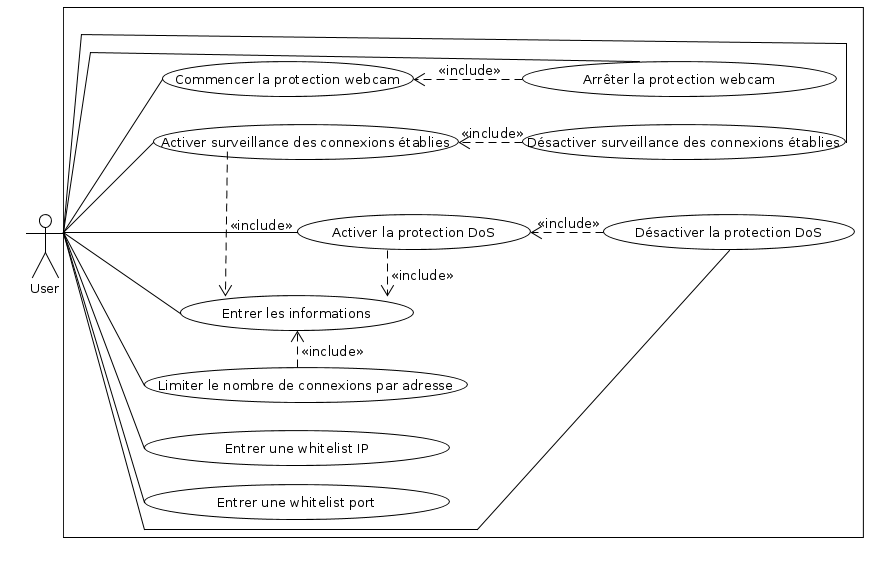 Commencer la protection webcam
«include»
Arrêter la protection webcam
Activer surveillance des connexions établies
«include»
Désactiver surveillance des connexions établies
«include»
Activer la protection DoS
«include»
Désactiver la protection DoS
«include»
User
Entrer les informations
«include»
Limiter le nombre de connexions par adresse
Entrer une whitelist IP
Entrer une whitelist port